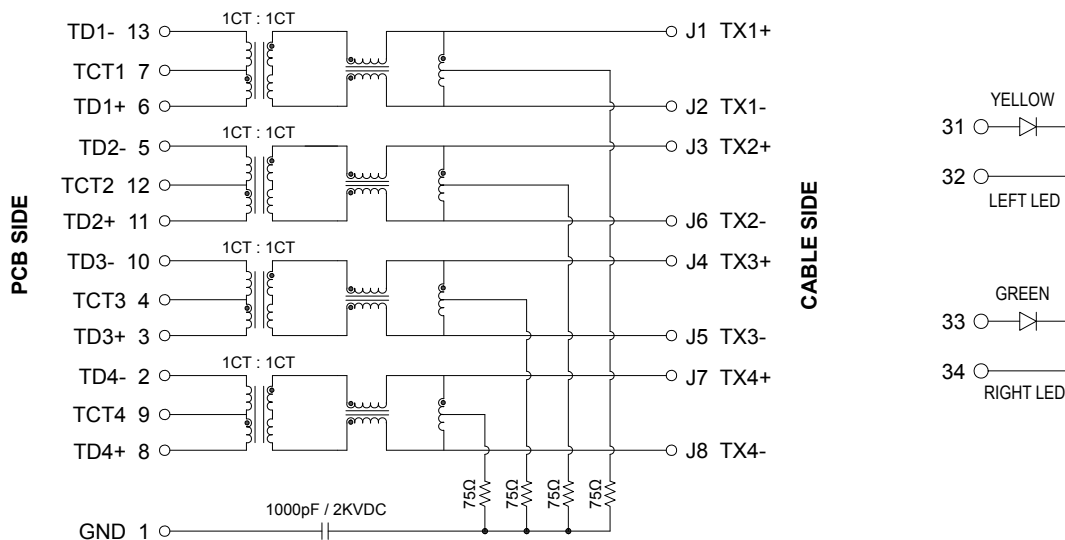 1CT : 1CT
TD1- 13
J1 TX1+
TCT1 7
TD1+ 6
J2 TX1-
1CT : 1CT
TD2- 5
J3 TX2+
TCT2 12
TD2+ 11
J6 TX2-
1CT : 1CT
TD3- 10
J4 TX3+
TCT3 4
TD3+ 3
J5 TX3-
1CT : 1CT
TD4- 2
J7 TX4+
TCT4 9
TD4+ 8
J8 TX4-
75Ω
75Ω
75Ω
75Ω
1000pF / 2KVDC
GND 1
PCB SIDE
CABLE SIDE
YELLOW
31
32
LEFT LED
GREEN
33
34
RIGHT LED